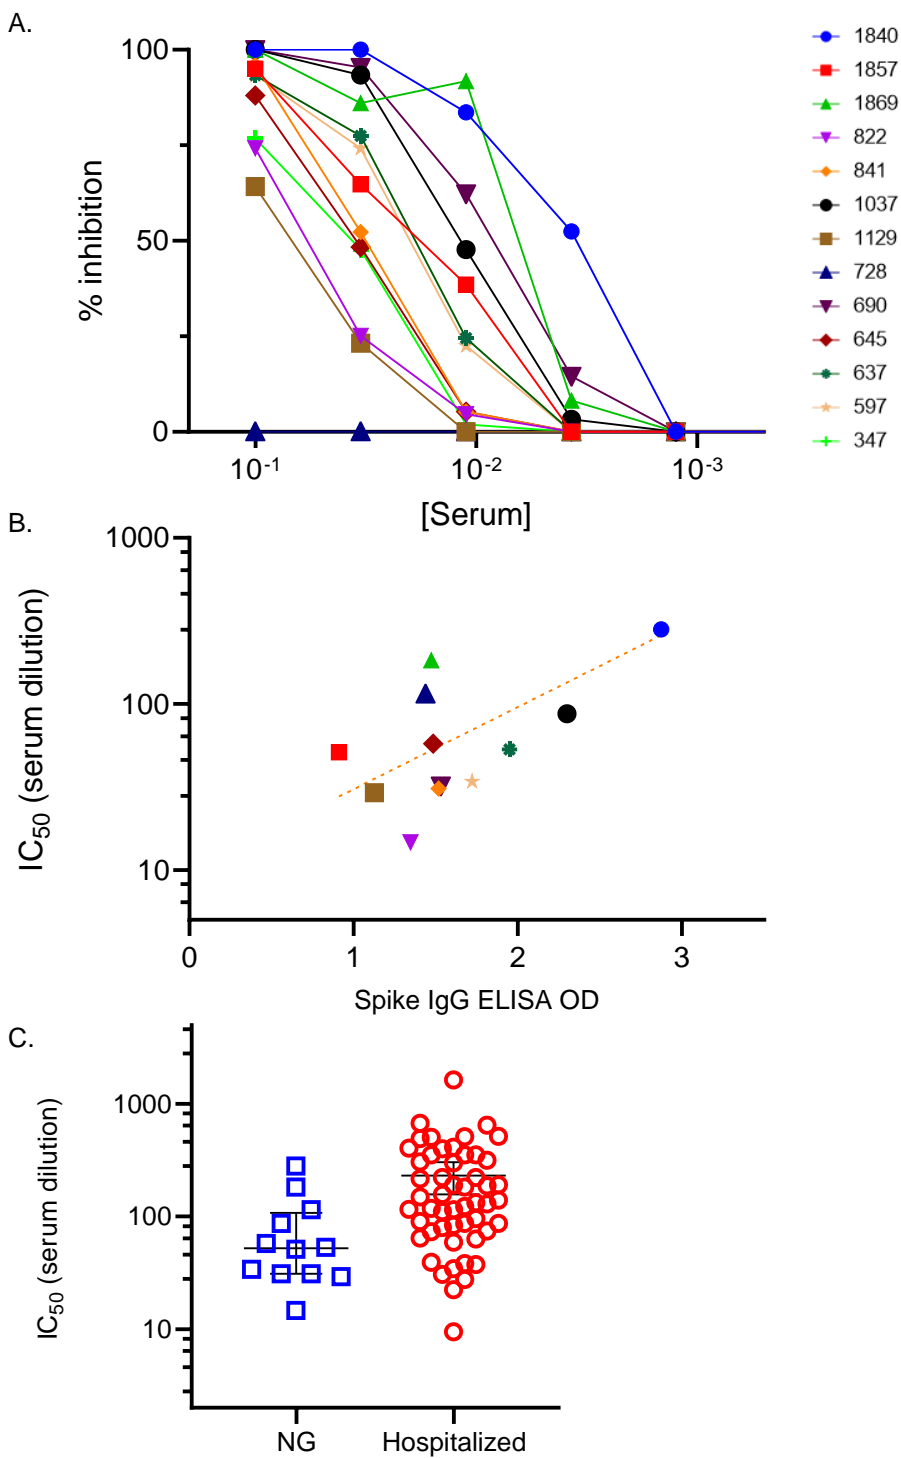 A.
100
50
0
% inhibition
10-1
10-2
10-3
[Serum]
1840
1857
1869
822
841
1037
1129
728
690
645
637
597
347
B.
1000
100
10
IC50 (serum dilution)
0 1 2 3
Spike IgG ELISA OD
C.
1000
100
10
IC50 (serum dilution)
NG Hospitalized